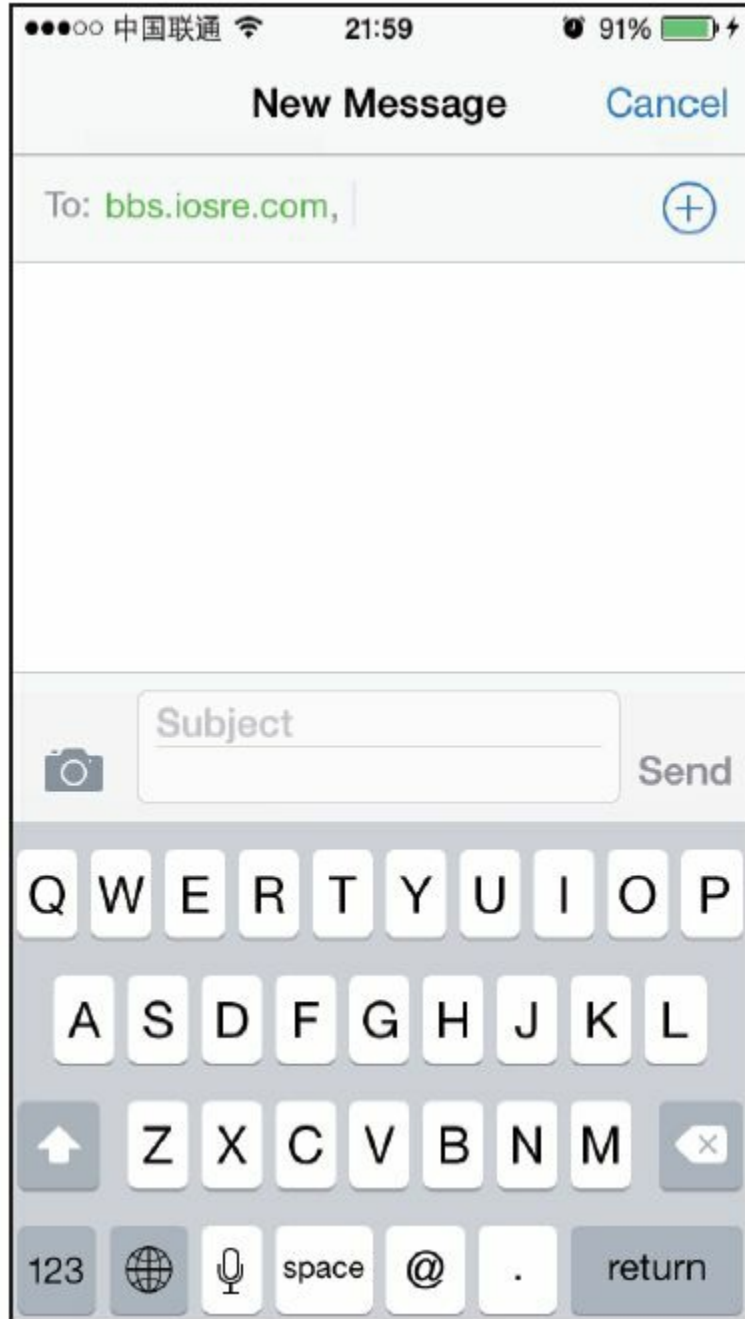 中国联通 21:59 91%
New Message Cancel
To: bbs.iosre.com,
Subject
Send
Q W E R T Y U I O P
A S D F G H J K L
Z X C V B N M
123 space @ . return